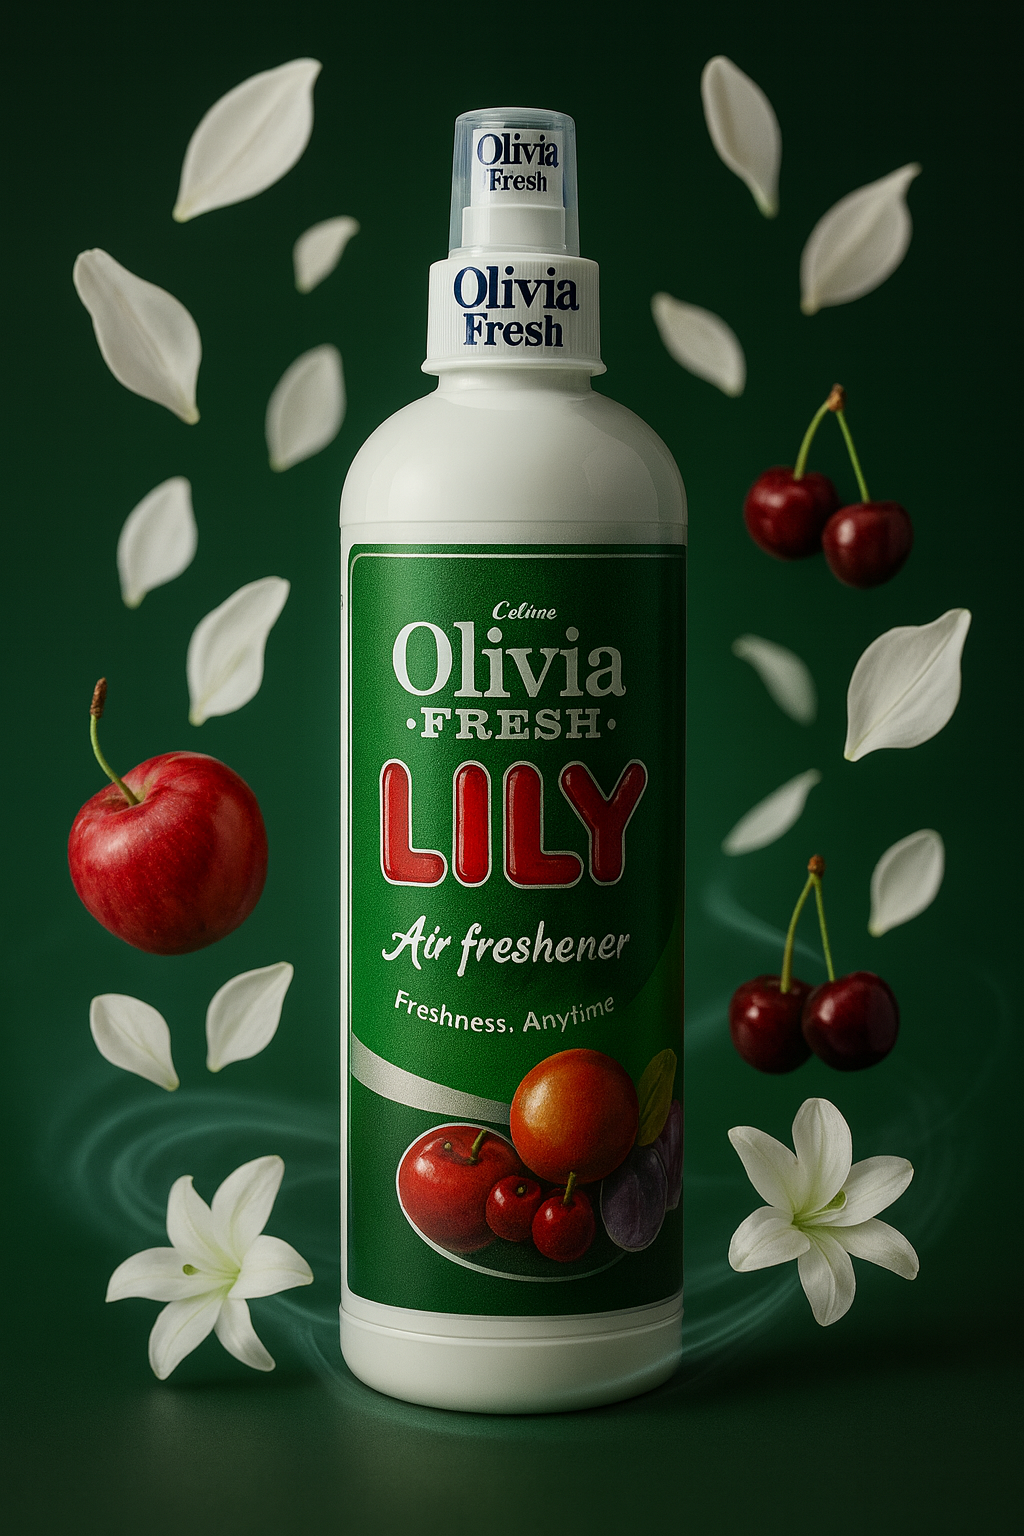 Olivia
Fresh
Olivia
Fresh
Celine
Olivia
·FRESH·
LILY
Air freshener
Freshness, Anytime